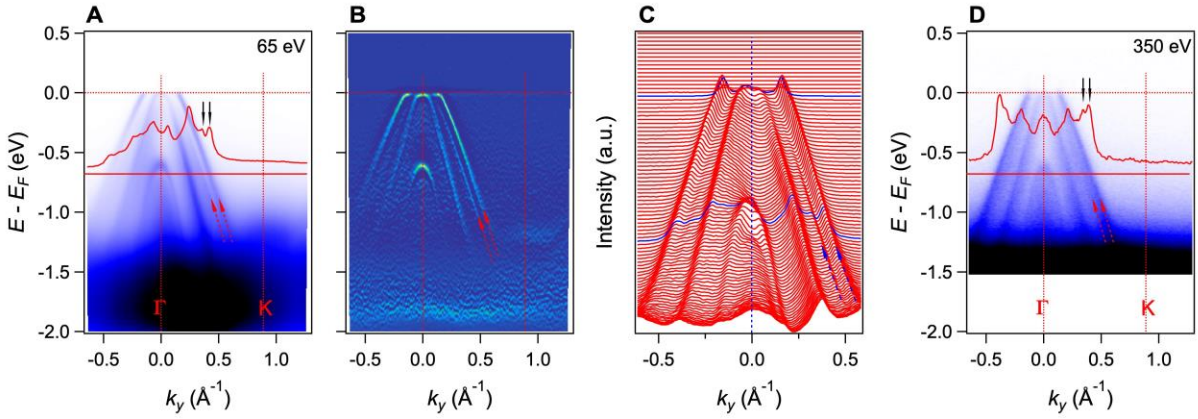 A
65 eV
0.5
0.0
-0.5
-1.0
-1.5
-2.0
E - E_F (eV)
Γ
K
-0.5 0.0 0.5 1.0
k_y (Å⁻¹)
B
-0.5 0.0 0.5 1.0
k_y (Å⁻¹)
C
Intensity (a.u.)
-0.5 0.0 0.5
k_y (Å⁻¹)
D
350 eV
0.5
0.0
-0.5
-1.0
-1.5
-2.0
E - E_F (eV)
Γ
K
-0.5 0.0 0.5 1.0
k_y (Å⁻¹)